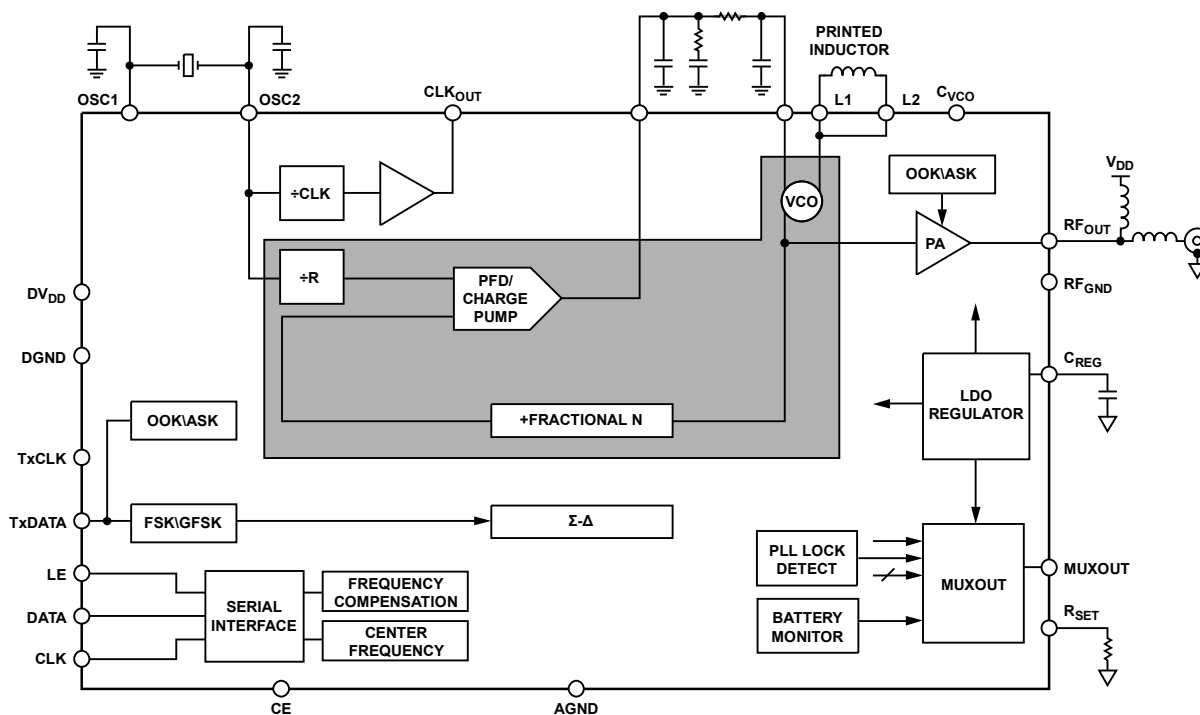 PRINTED
INDUCTOR
OSC1
OSC2
CLKOUT
L1
L2
CVCO
÷CLK
OOK\ASK
VDD
VCO
PA
RFOUT
÷R
PFD/
CHARGE
PUMP
DVDD
RFGND
DGND
CREG
LDO
REGULATOR
OOK\ASK
+FRACTIONAL N
TxCLK
TxDATA
FSK\GFSK
Σ-Δ
PLL LOCK
DETECT
MUXOUT
MUXOUT
LE
DATA
CLK
SERIAL
INTERFACE
FREQUENCY
COMPENSATION
CENTER
FREQUENCY
BATTERY
MONITOR
RSET
CE
AGND